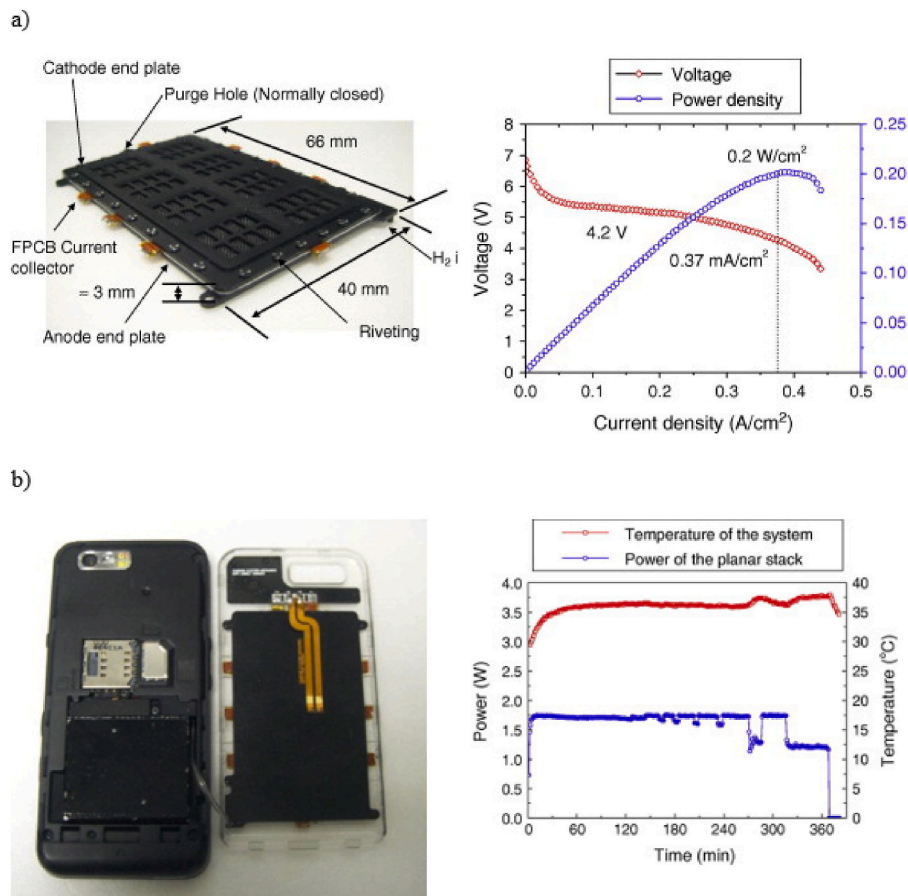 a)
Cathode end plate
Purge Hole (Normally closed)
66 mm
FPCB Current
collector
= 3 mm
Anode end plate
Riveting
40 mm
H₂ i
Voltage
Power density
0.2 W/cm²
4.2 V
0.37 mA/cm²
Voltage (V)
8
7
6
5
4
3
2
1
0
0.25
0.20
0.15
0.10
0.05
0.00
0.0 0.1 0.2 0.3 0.4 0.5
Current density (A/cm²)
b)
Temperature of the system
Power of the planar stack
Power (W)
4.0
3.5
3.0
2.5
2.0
1.5
1.0
0.5
0.0
40
35
30
25
20
15
10
5
0
Temperature (°C)
0 60 120 180 240 300 360
Time (min)